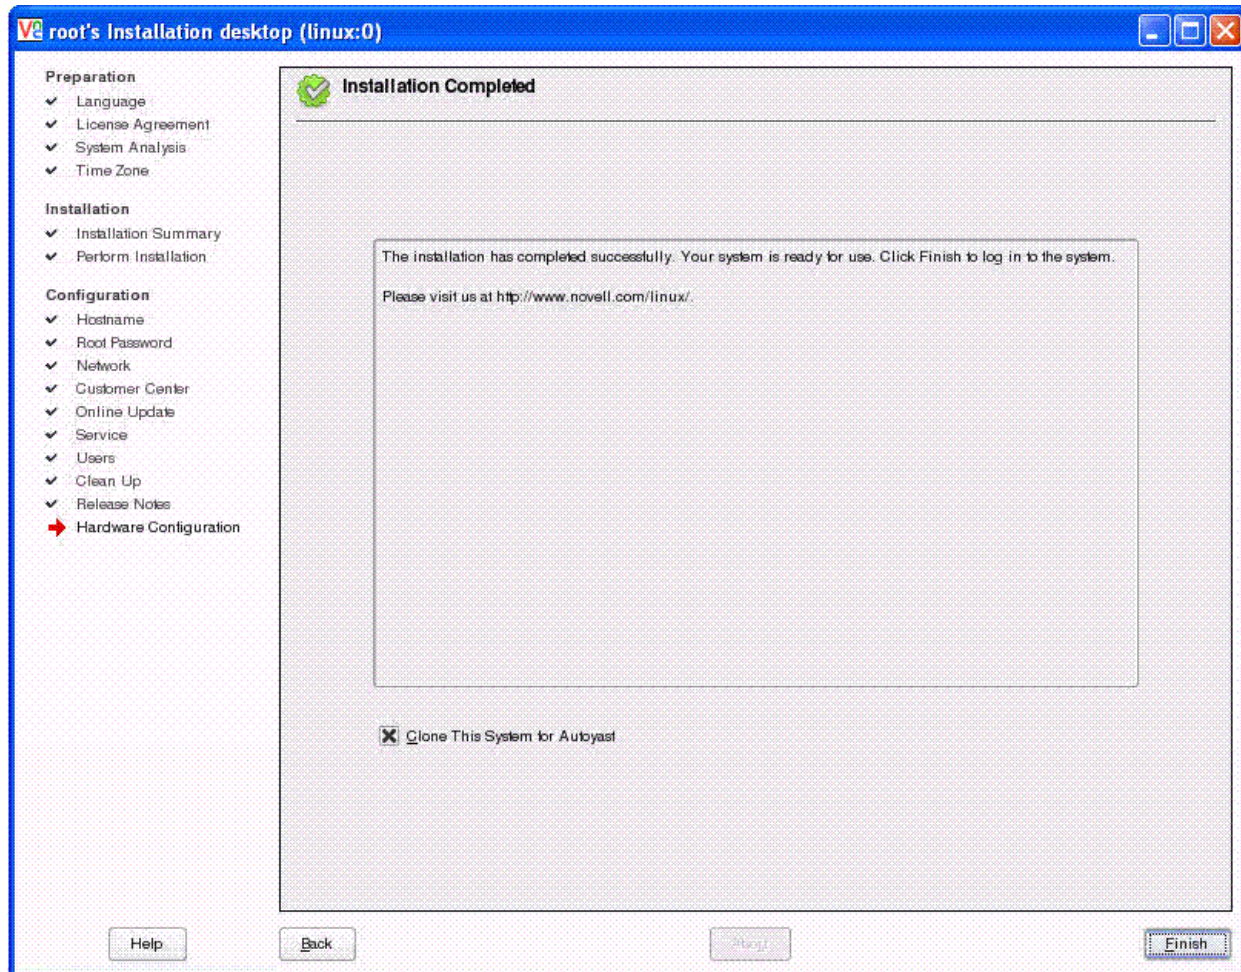 root's Installation desktop (linux:0)
Preparation
Language
License Agreement
System Analysis
Time Zone
Installation
Installation Summary
Perform Installation
Configuration
Hostname
Root Password
Network
Customer Center
Online Update
Service
Users
Clean Up
Release Notes
Hardware Configuration
Installation Completed
The installation has completed successfully. Your system is ready for use. Click Finish to log in to the system.
Please visit us at http://www.novell.com/linux/.
Clone This System for Autoyast
Help
Back
Abort
Finish